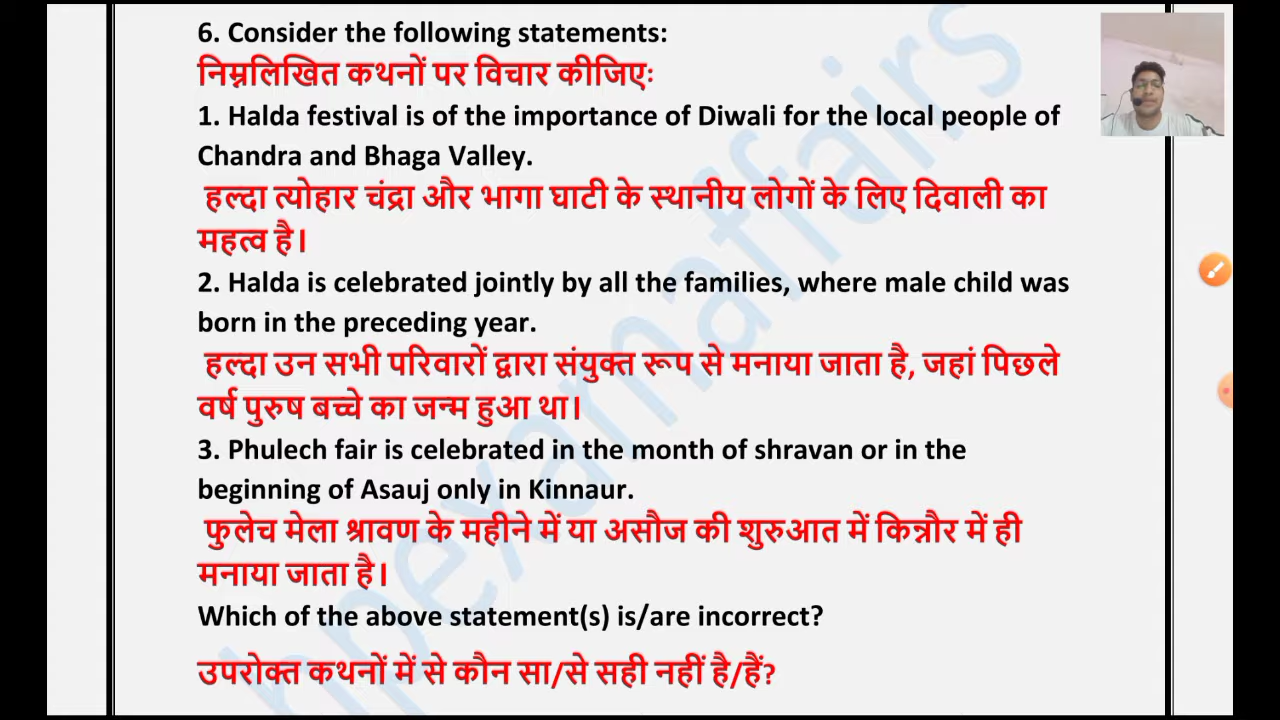 6. Consider the following statements:
निम्नलिखित कथनों पर विचार कीजिएः
1. Halda festival is of the importance of Diwali for the local people of
Chandra and Bhaga Valley.
हल्दा त्योहार चंद्रा और भागा घाटी के स्थानीय लोगों के लिए दिवाली का
महत्व है।
2. Halda is celebrated jointly by all the families, where male child was
born in the preceding year.
हल्दा उन सभी परिवारों द्वारा संयुक्त रूप से मनाया जाता है, जहां पिछले
वर्ष पुरुष बच्चे का जन्म हुआ था।
3. Phulech fair is celebrated in the month of shravan or in the
beginning of Asauj only in Kinnaur.
फुलेच मेला श्रावण के महीने में या असौज की शुरुआत में किन्नौर में ही
मनाया जाता है।
Which of the above statement(s) is/are incorrect?
उपरोक्त कथनों में से कौन सा/से सही नहीं है/हैं?
hpexamaffairs